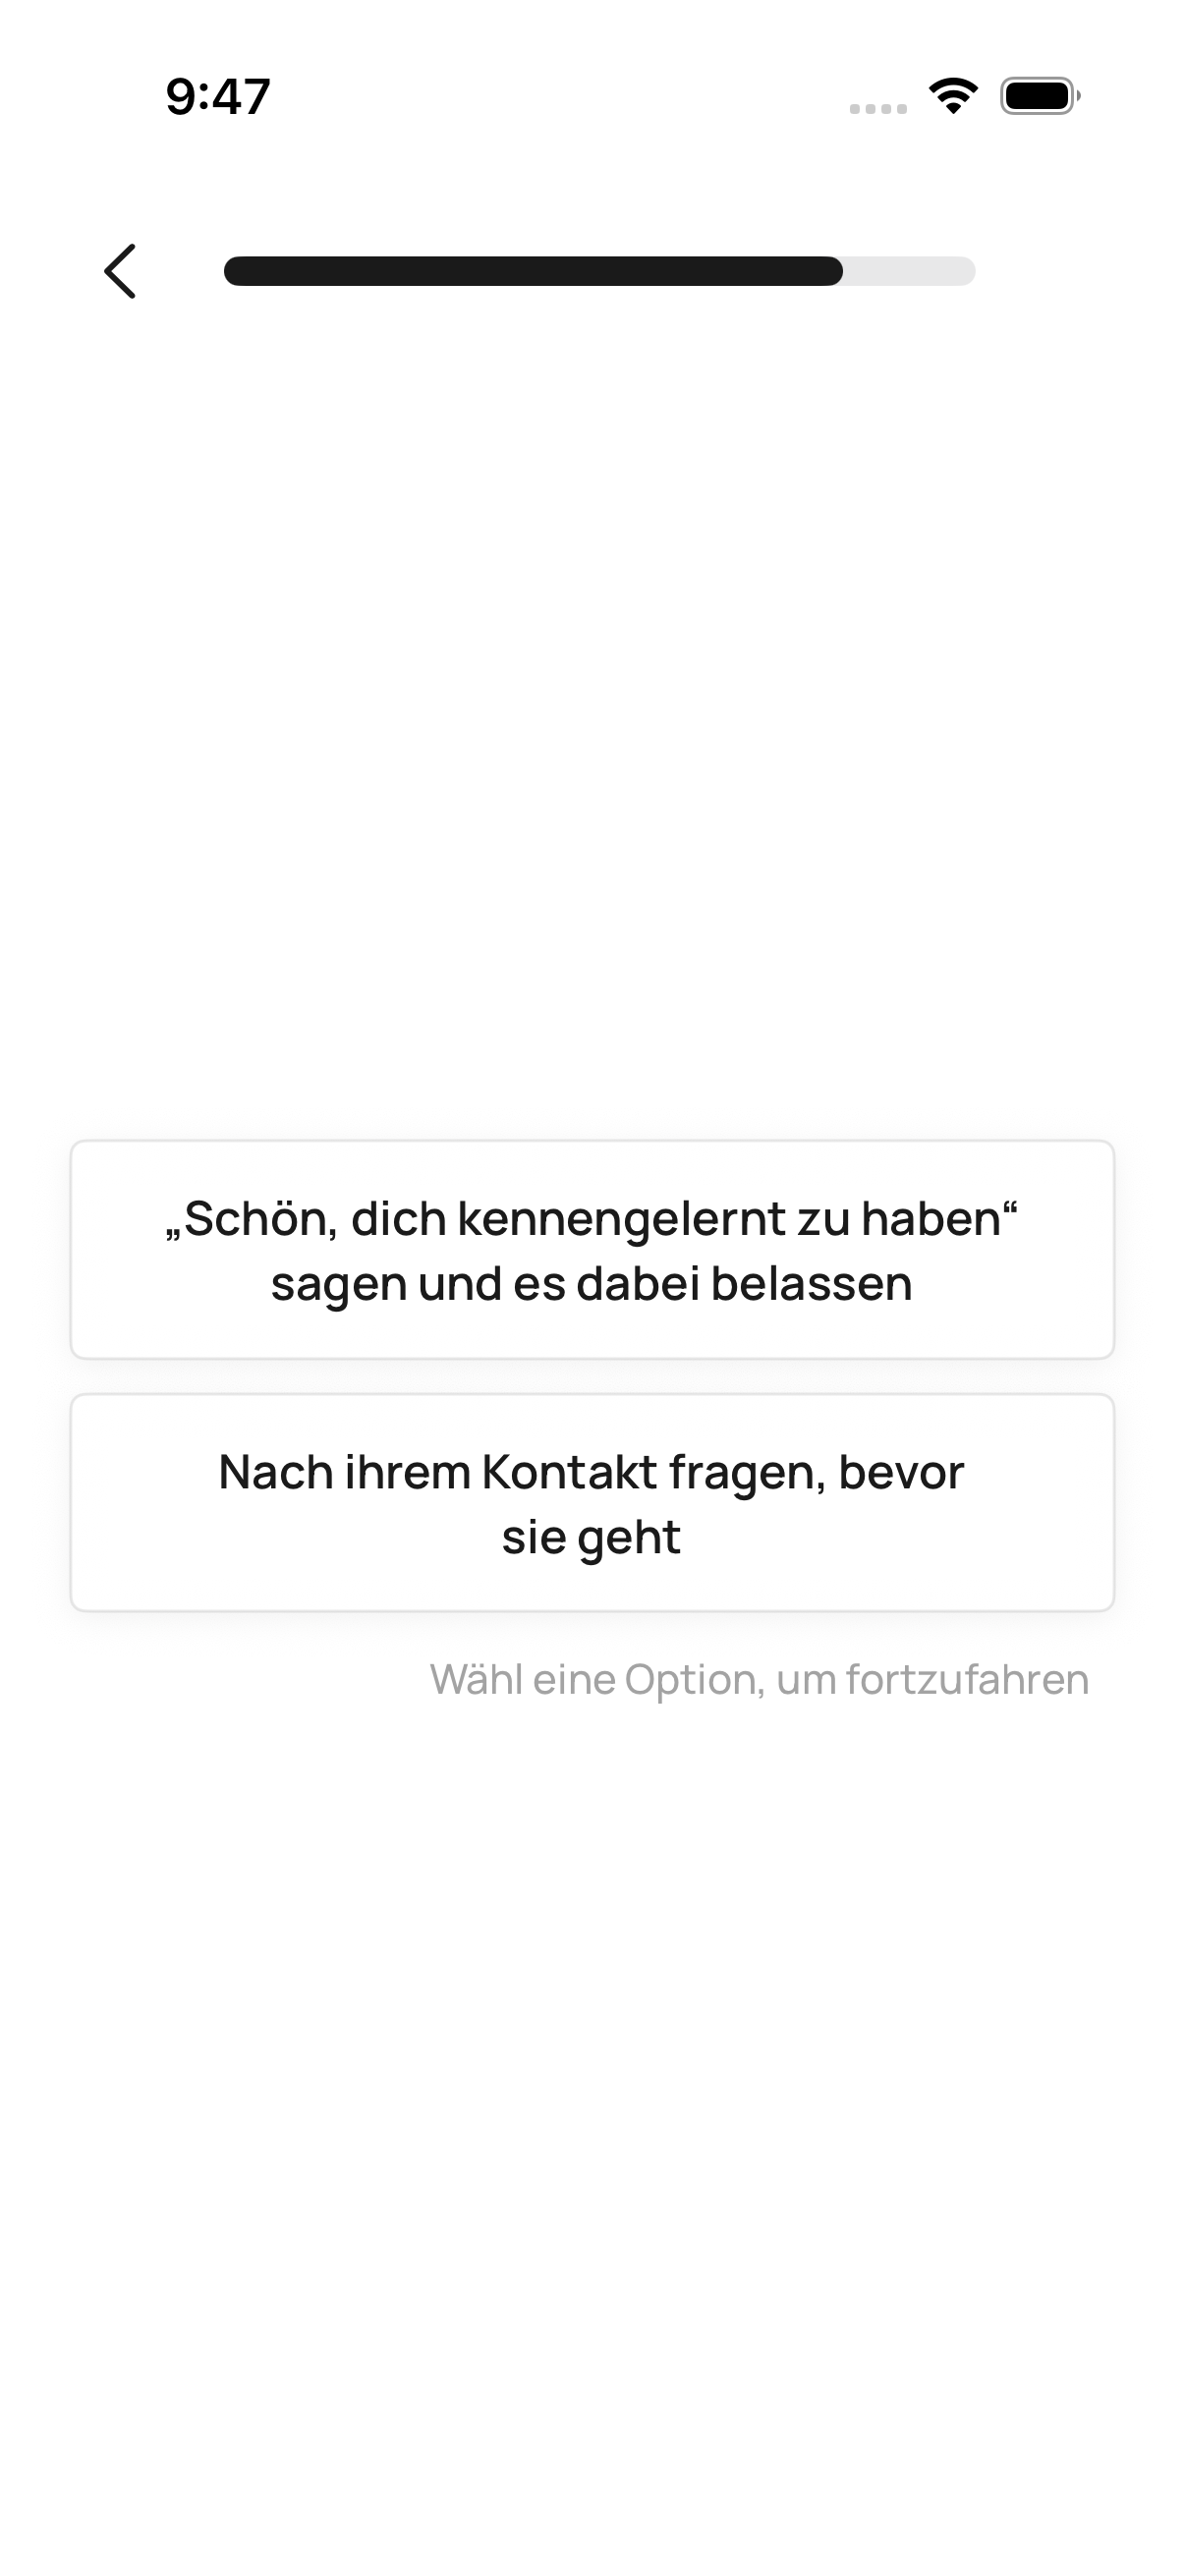 9:47
„Schön, dich kennengelernt zu haben“
sagen und es dabei belassen
Nach ihrem Kontakt fragen, bevor
sie geht
Wähl eine Option, um fortzufahren